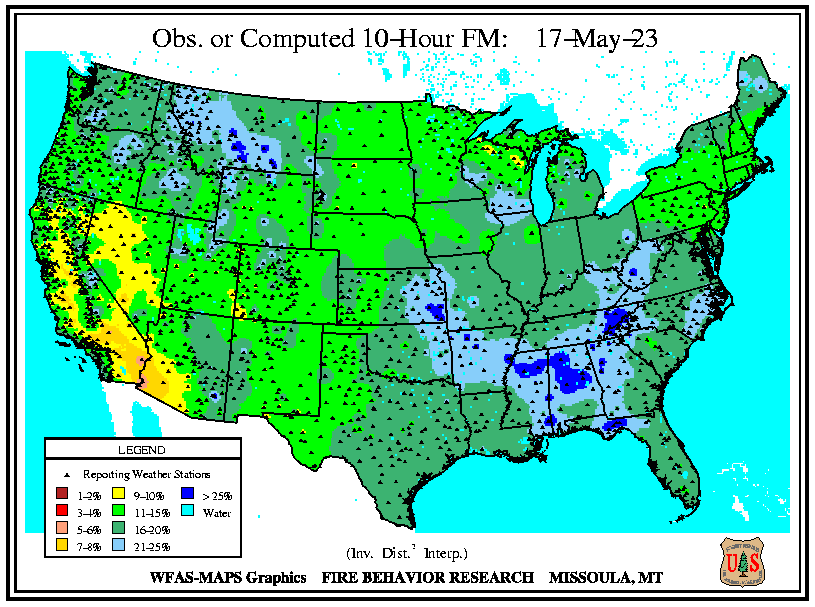 Obs. or Computed 10-Hour FM: 17-May-23
LEGEND
Reporting Weather Stations
1-2% 9-10% > 25%
3-4% 11-15% Water
5-6% 16-20%
7-8% 21-25%
(Inv. Dist.² Interp.)
WFAS-MAPS Graphics FIRE BEHAVIOR RESEARCH MISSOULA, MT
U S